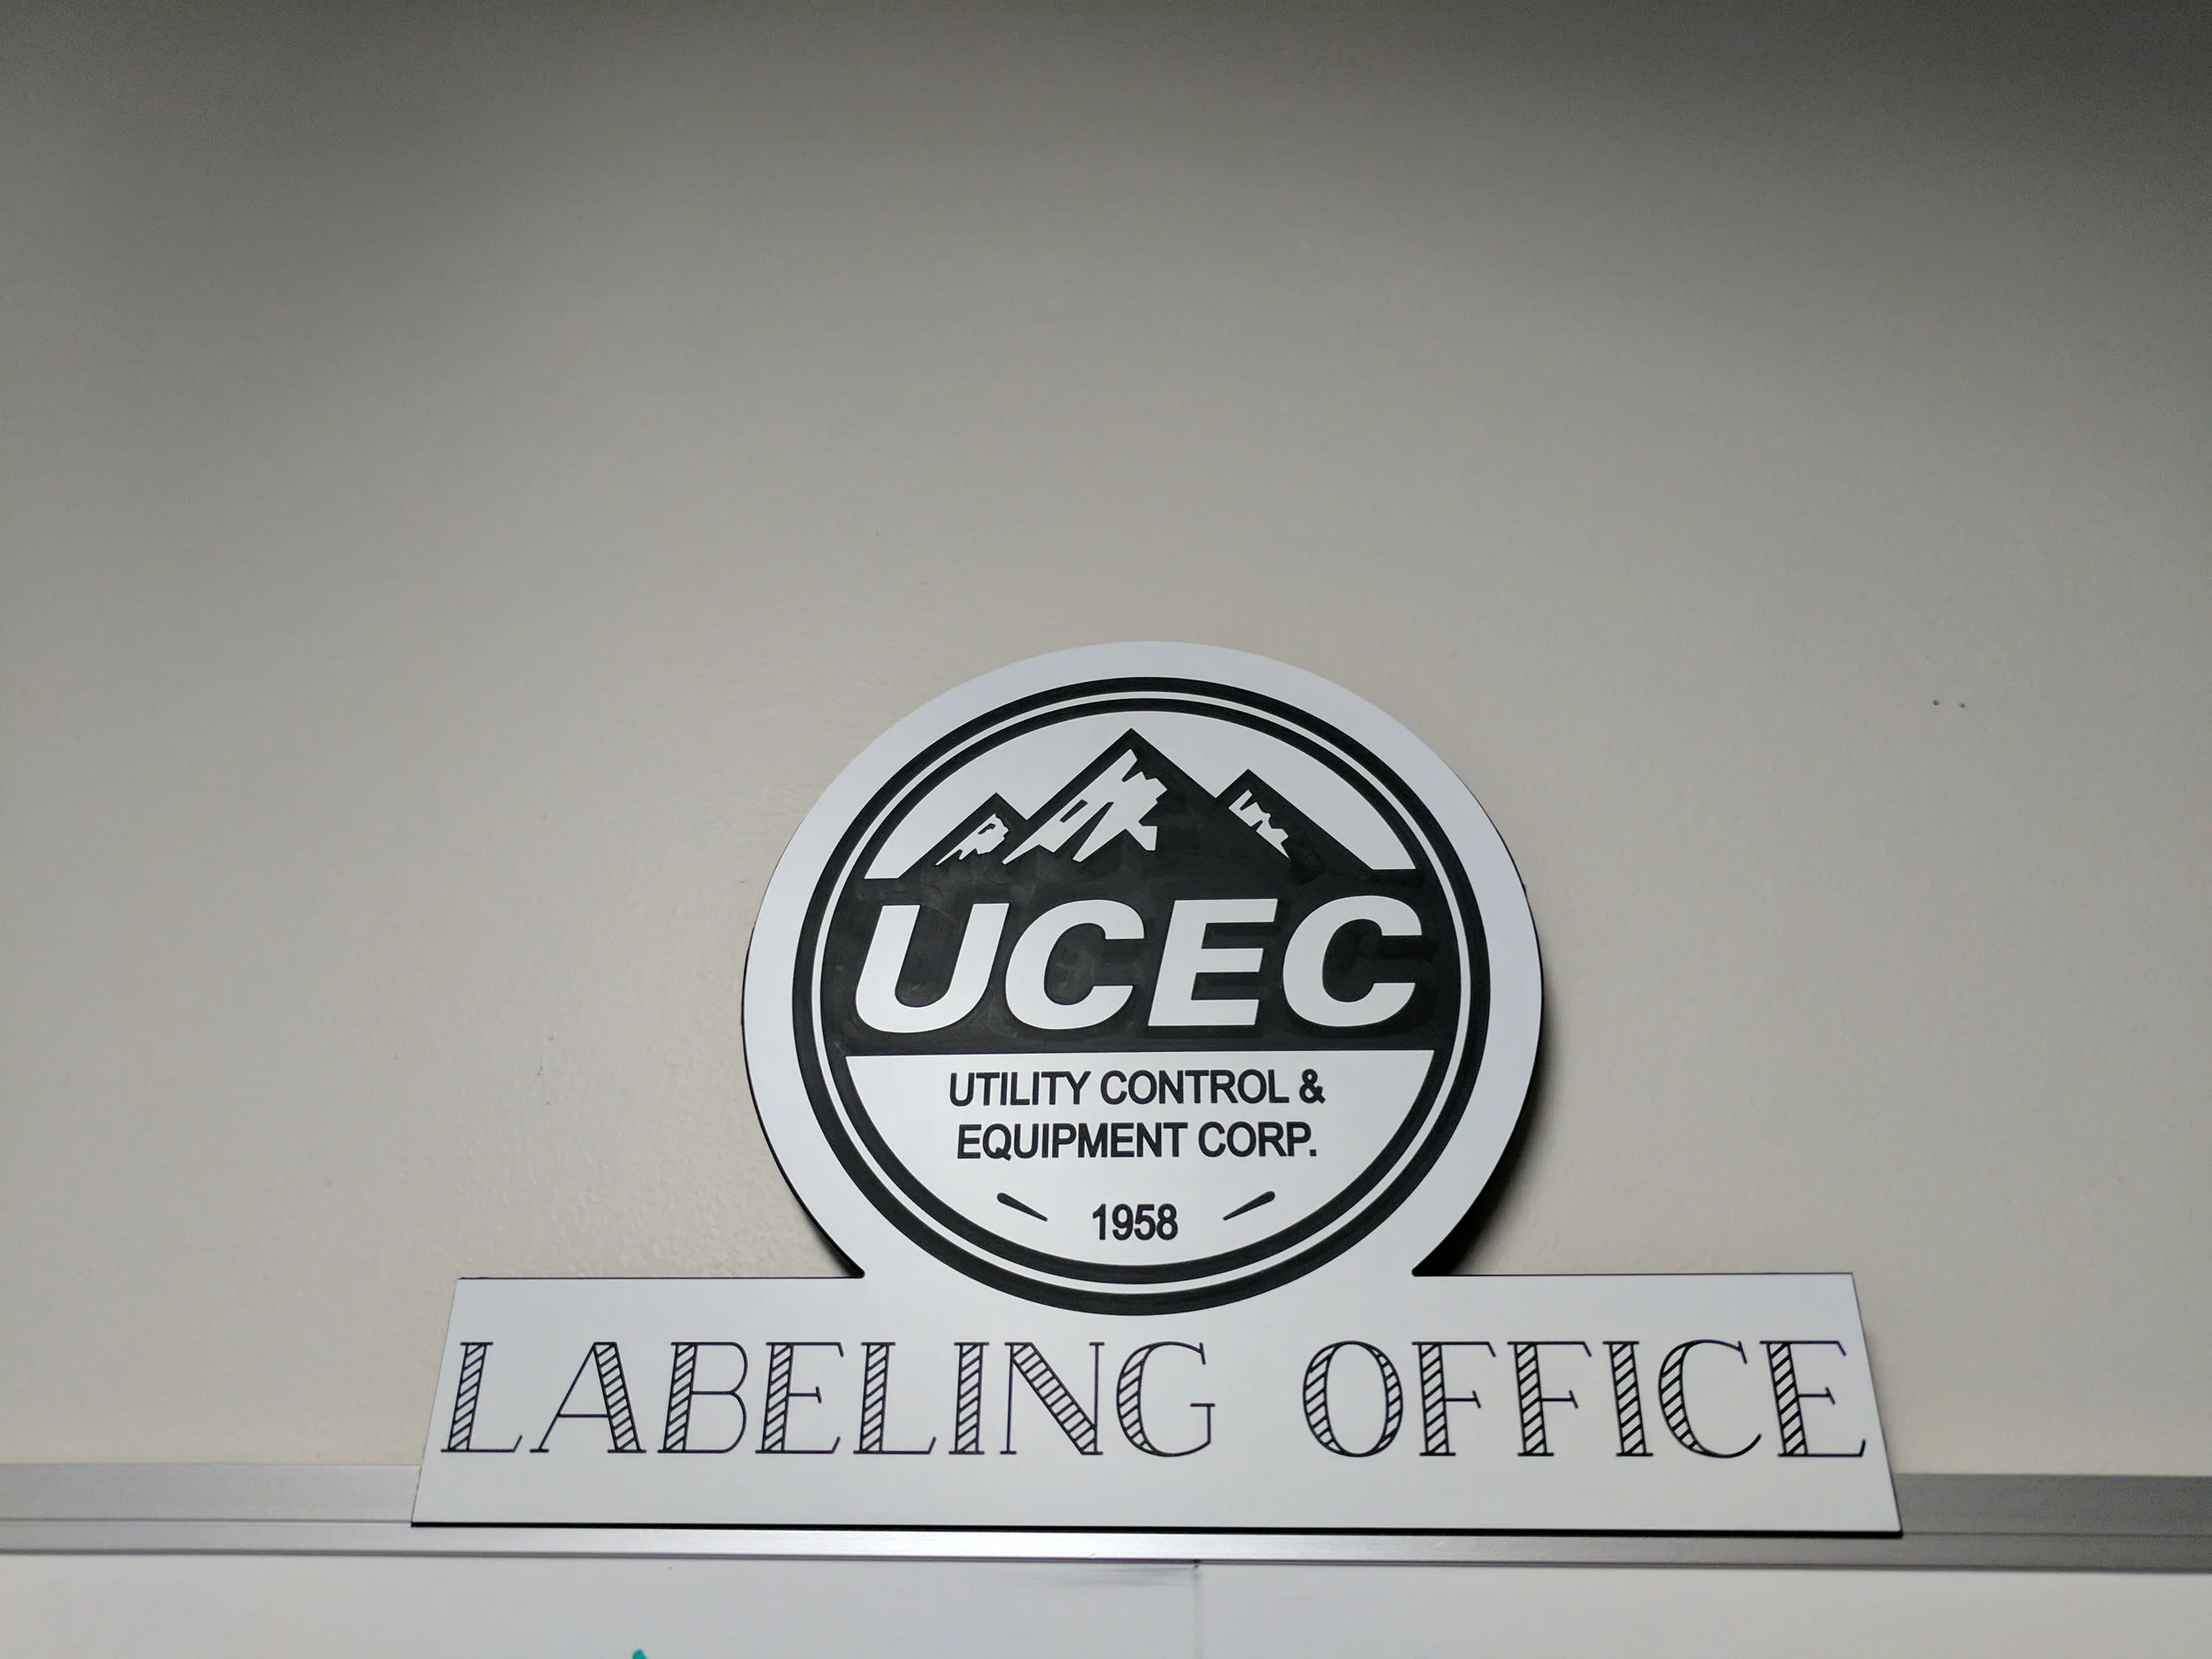 UCEC
UTILITY CONTROL &
EQUIPMENT CORP.
1958
LABELING OFFICE